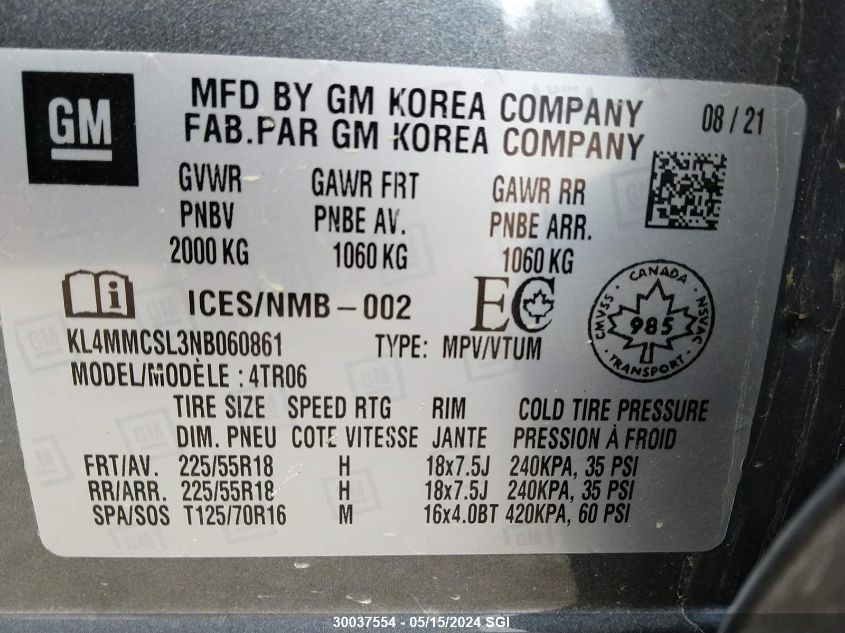 GM
MFD BY GM KOREA COMPANY 08 / 21
FAB.PAR GM KOREA COMPANY
GVWR GAWR FRT GAWR RR
PNBV PNBE AV. PNBE ARR.
2000 KG 1060 KG 1060 KG
i ICES/NMB-002 EC
CANADA CMVSS NSVAC 985 TRANSPORT
KL4MMCSL3NB060861 TYPE: MPV/VTUM
MODEL/MODÈLE : 4TR06
TIRE SIZE SPEED RTG RIM COLD TIRE PRESSURE
DIM. PNEU COTE VITESSE JANTE PRESSION À FROID
FRT/AV. 225/55R18 H 18x7.5J 240KPA, 35 PSI
RR/ARR. 225/55R18 H 18x7.5J 240KPA, 35 PSI
SPA/SOS T125/70R16 M 16x4.0BT 420KPA, 60 PSI
30037554 - 05/15/2024 SGI